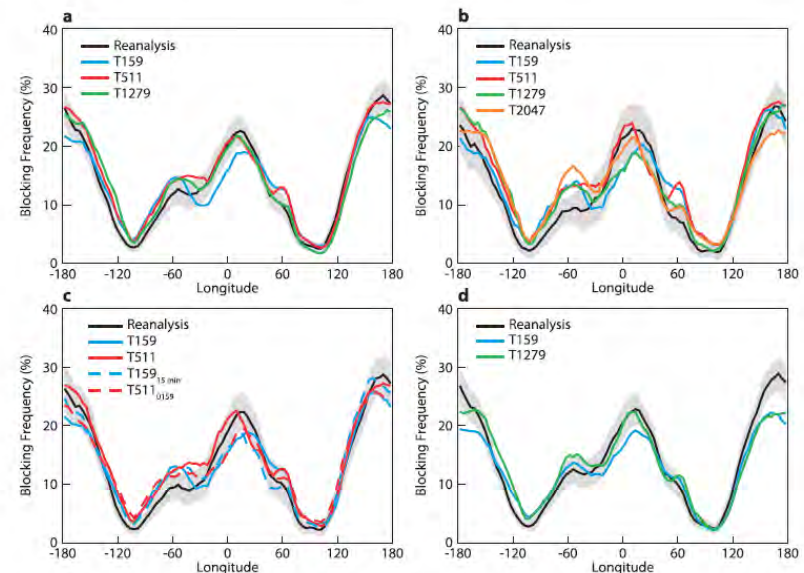 a
40
30
20
10
0
Blocking Frequency (%)
Reanalysis
T159
T511
T1279
-180 -120 -60 0 60 120 180
Longitude
b
40
30
20
10
0
Blocking Frequency (%)
Reanalysis
T159
T511
T1279
T2047
-180 -120 -60 0 60 120 180
Longitude
c
40
30
20
10
0
Blocking Frequency (%)
Reanalysis
T159
T511
T159 15 min
T511 O159
-180 -120 -60 0 60 120 180
Longitude
d
40
30
20
10
0
Blocking Frequency (%)
Reanalysis
T159
T1279
-180 -120 -60 0 60 120 180
Longitude